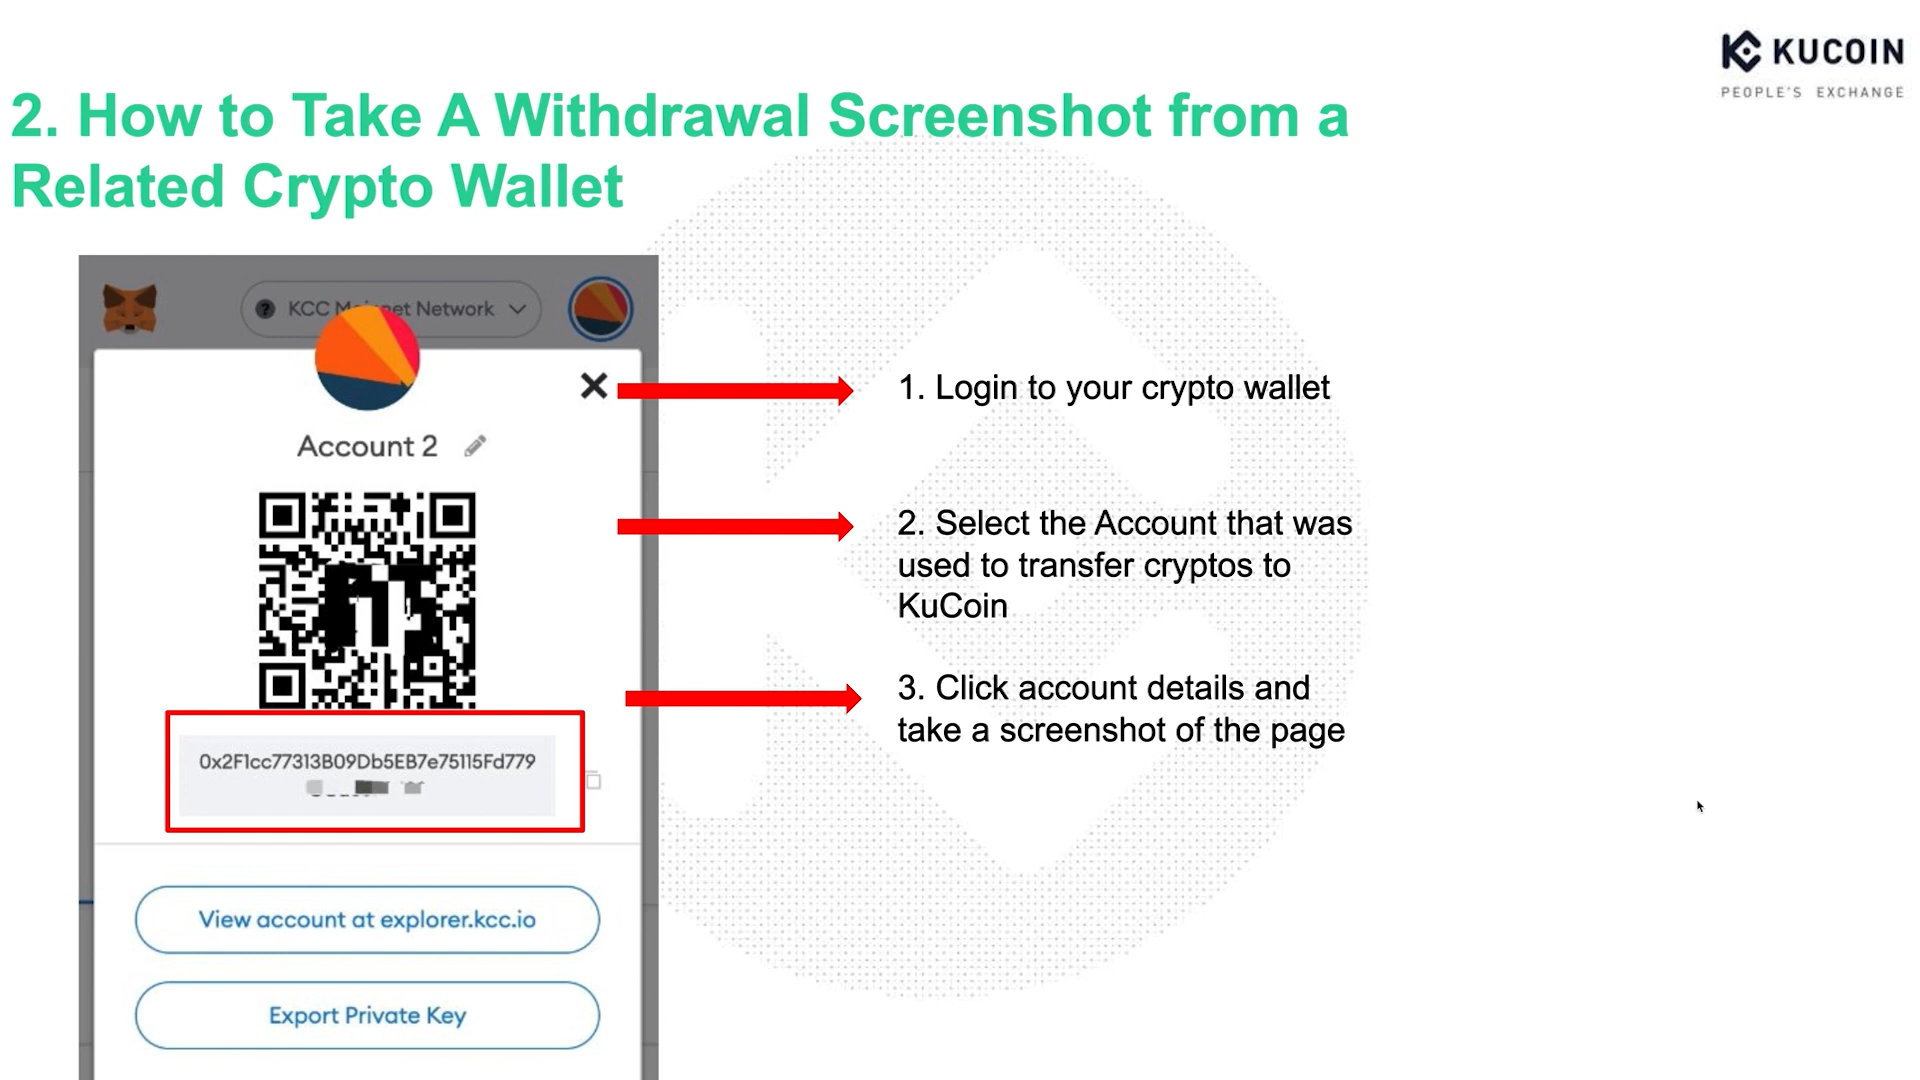 KUCOIN
PEOPLE'S EXCHANGE
2. How to Take A Withdrawal Screenshot from a
Related Crypto Wallet
KCC Mainnet Network
Account 2
0x2F1cc77313B09Db5EB7e75115Fd779
View account at explorer.kcc.io
Export Private Key
1. Login to your crypto wallet
2. Select the Account that was
used to transfer cryptos to
KuCoin
3. Click account details and
take a screenshot of the page